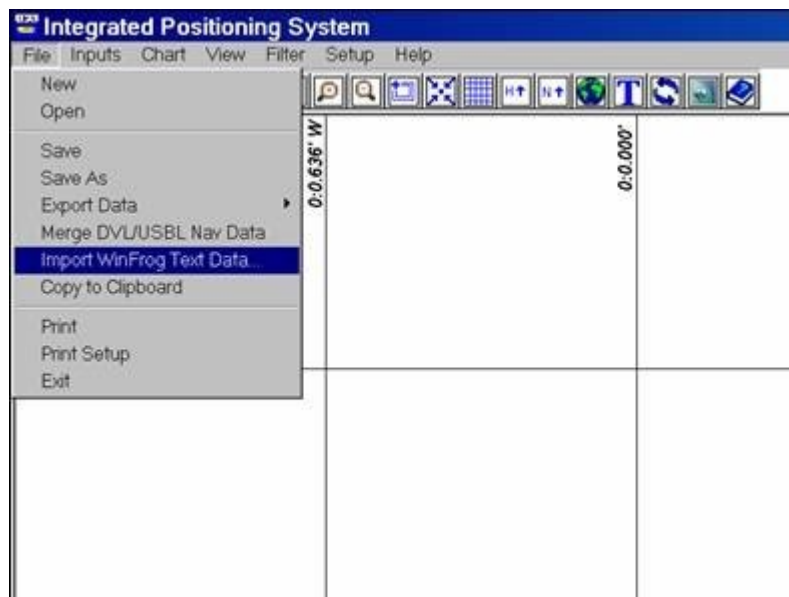 Integrated Positioning System
File Inputs Chart View Filter Setup Help
New
Open
Save
Save As
Export Data
Merge DVL/USBL Nav Data
Import WinFrog Text Data...
Copy to Clipboard
Print
Print Setup
Exit
H N T
0:0.636' W
0:0.000'